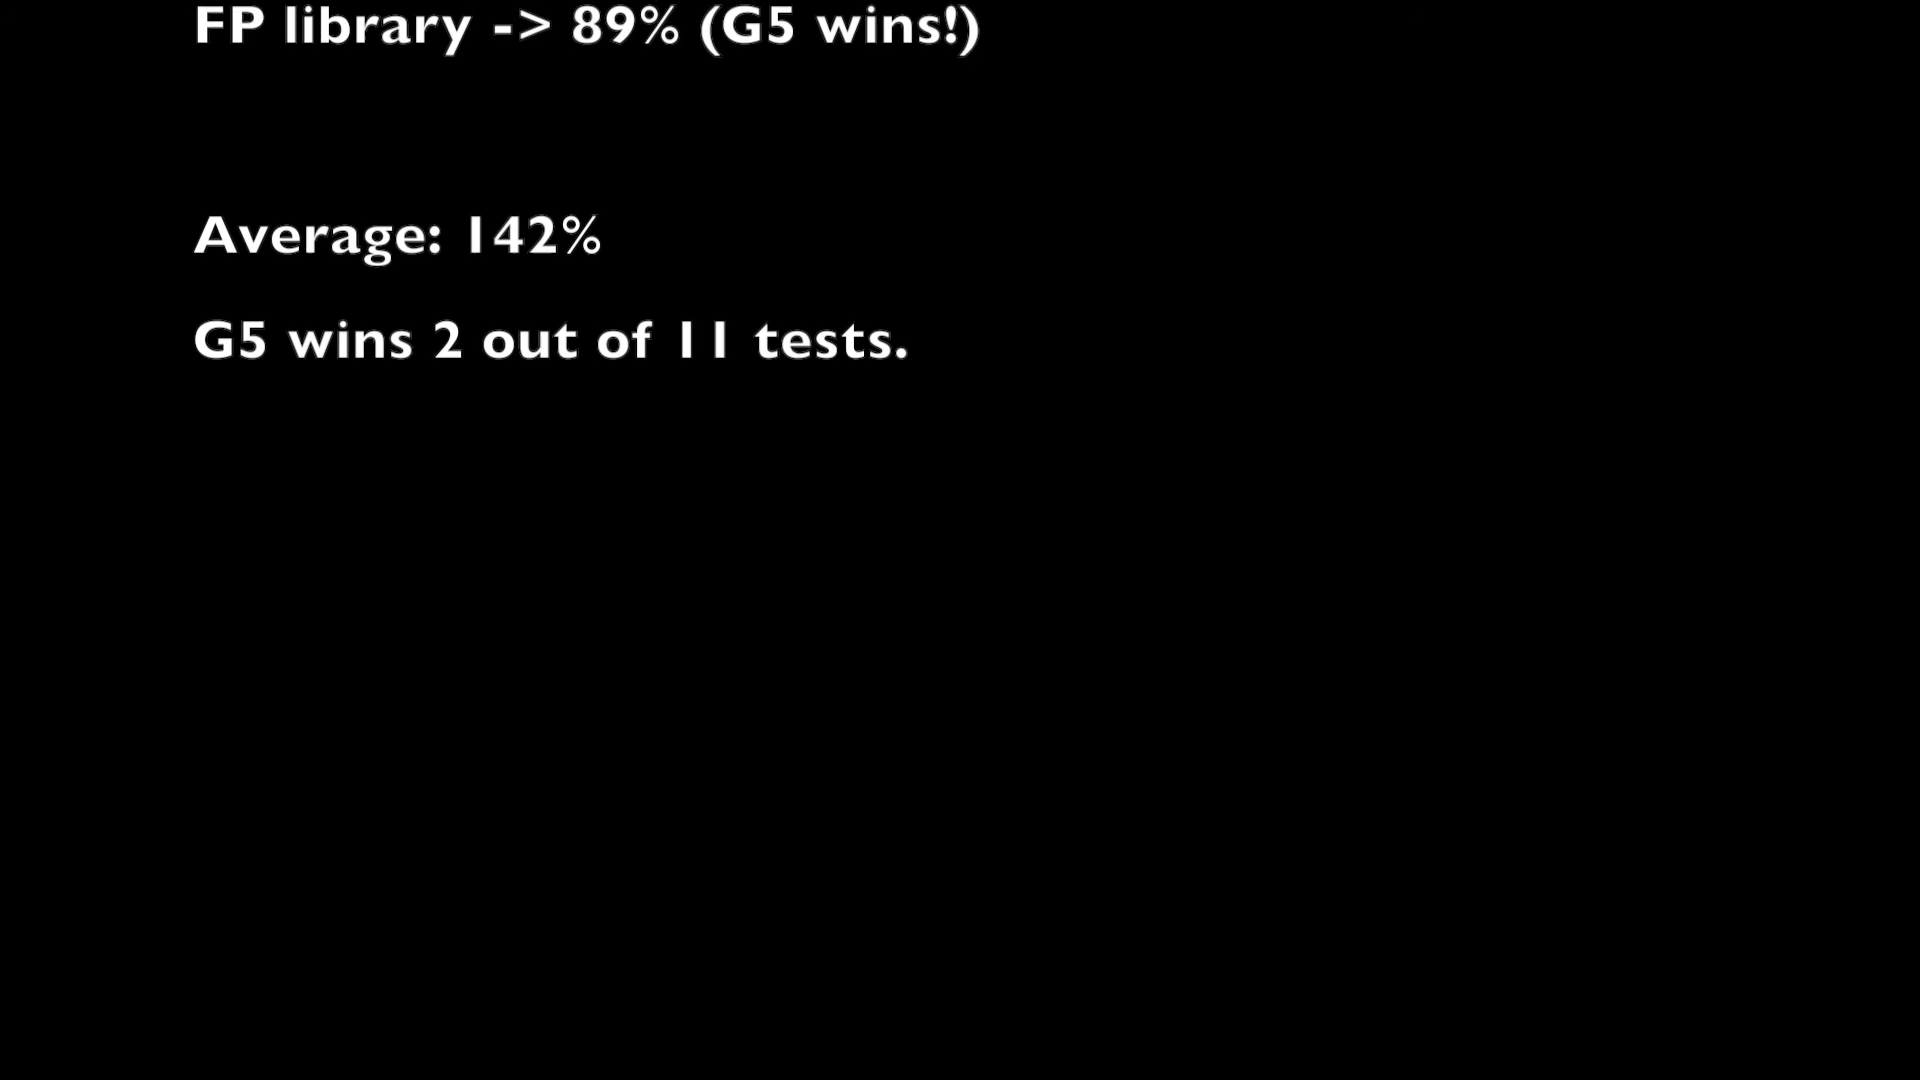 FP library -> 89% (G5 wins!)
Average: 142%
G5 wins 2 out of 11 tests.